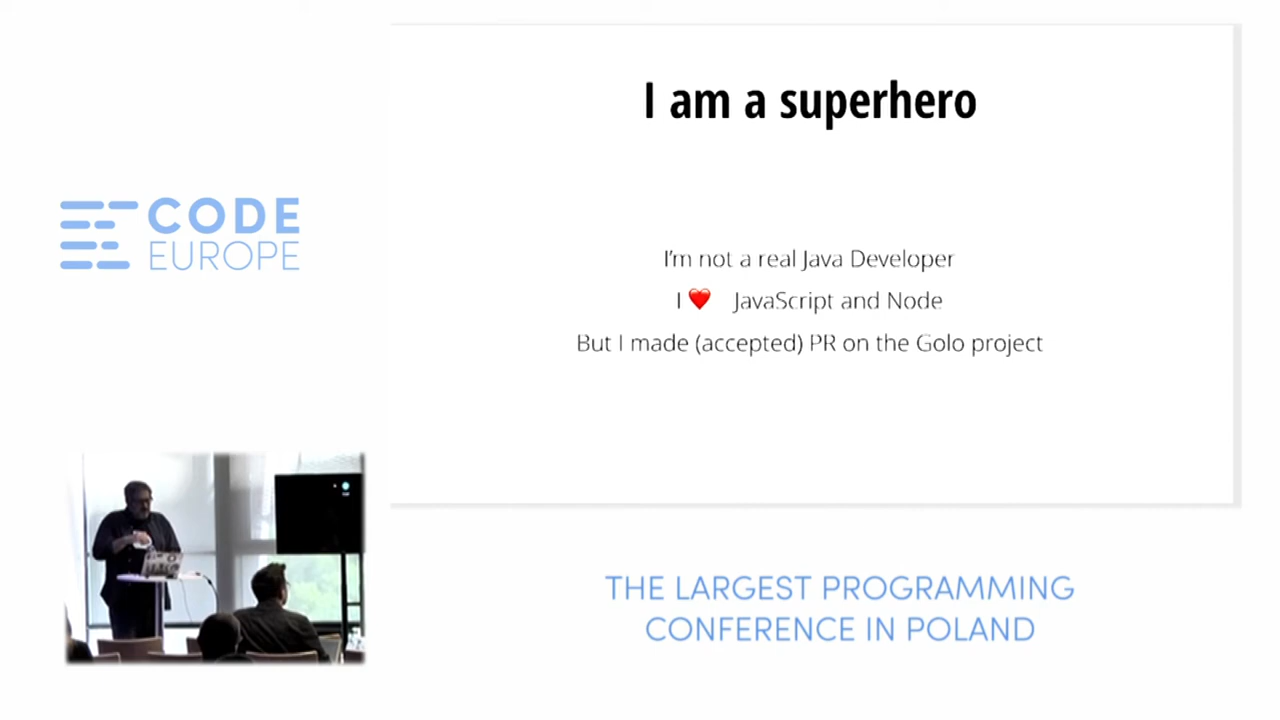 I am a superhero
CODE
EUROPE
I'm not a real Java Developer
I ❤️ JavaScript and Node
But I made (accepted) PR on the Golo project
THE LARGEST PROGRAMMING
CONFERENCE IN POLAND